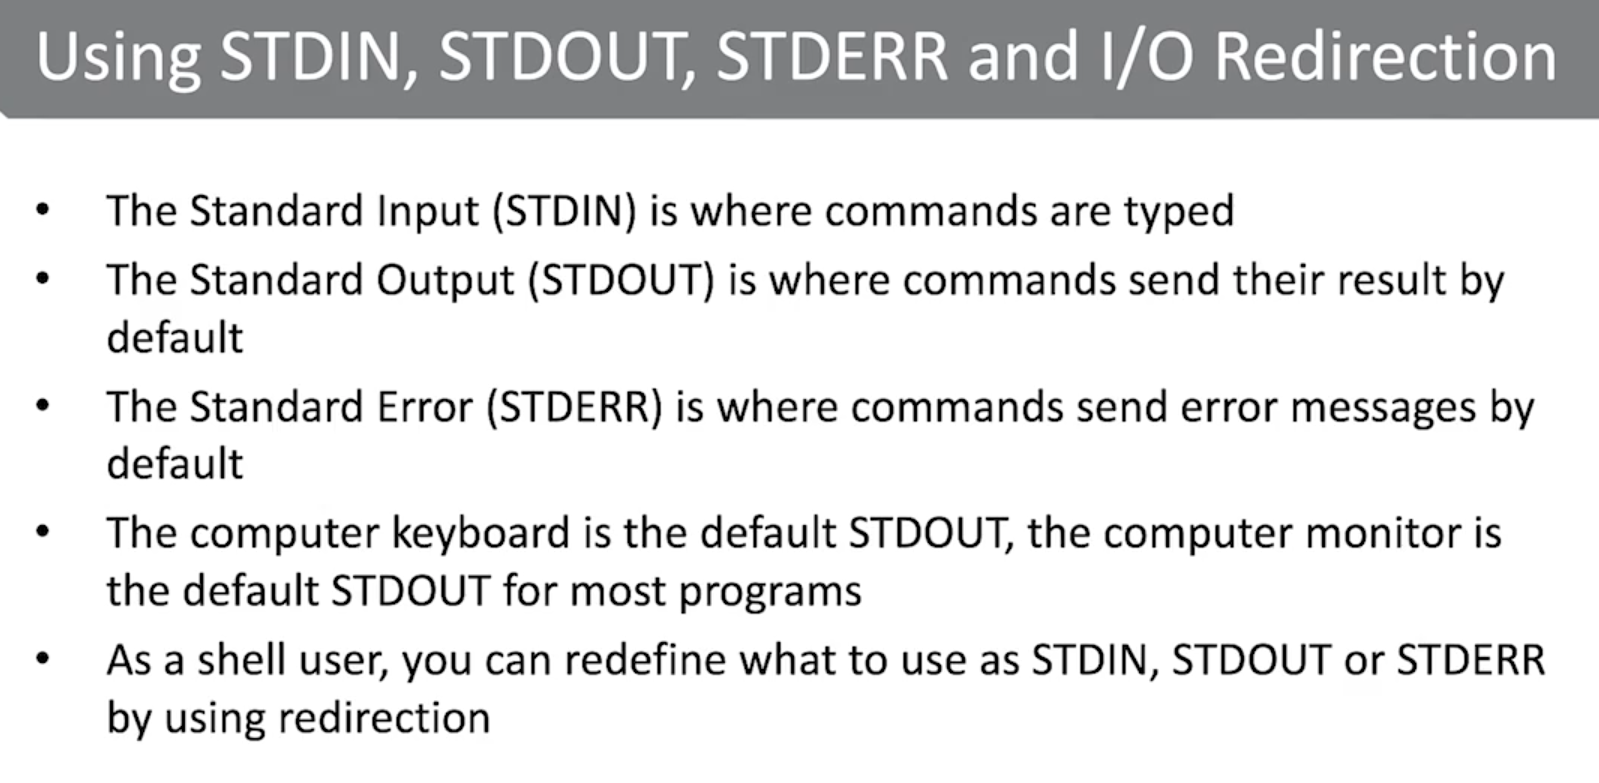 Using STDIN, STDOUT, STDERR and I/O Redirection
• The Standard Input (STDIN) is where commands are typed
• The Standard Output (STDOUT) is where commands send their result by
default
• The Standard Error (STDERR) is where commands send error messages by
default
• The computer keyboard is the default STDOUT, the computer monitor is
the default STDOUT for most programs
• As a shell user, you can redefine what to use as STDIN, STDOUT or STDERR
by using redirection